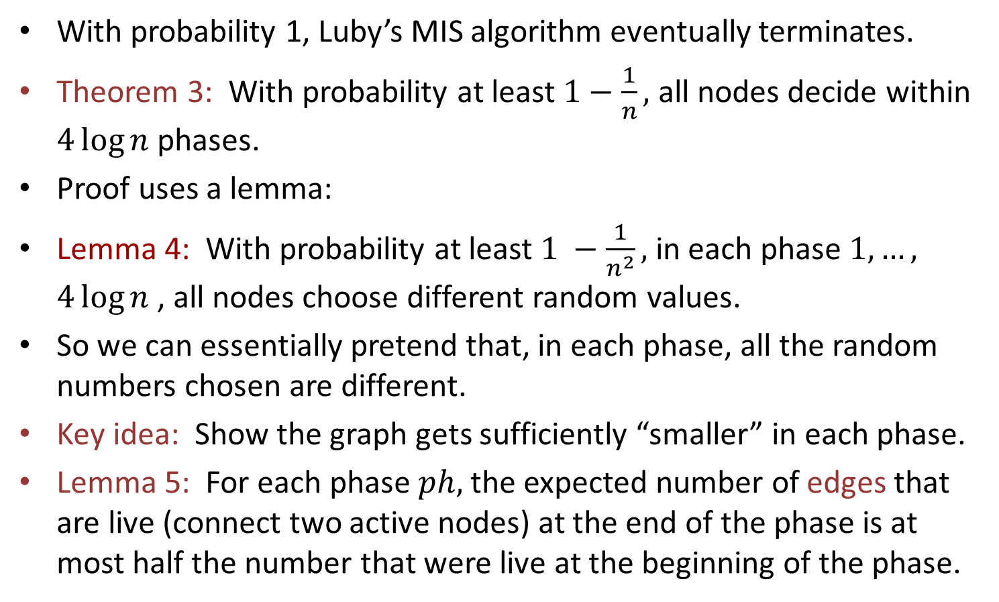 • With probability 1, Luby’s MIS algorithm eventually terminates.
• Theorem 3: With probability at least 1 − 1/n, all nodes decide within
4 log n phases.
• Proof uses a lemma:
• Lemma 4: With probability at least 1 − 1/n², in each phase 1, … ,
4 log n , all nodes choose different random values.
• So we can essentially pretend that, in each phase, all the random
numbers chosen are different.
• Key idea: Show the graph gets sufficiently “smaller” in each phase.
• Lemma 5: For each phase ph, the expected number of edges that
are live (connect two active nodes) at the end of the phase is at
most half the number that were live at the beginning of the phase.